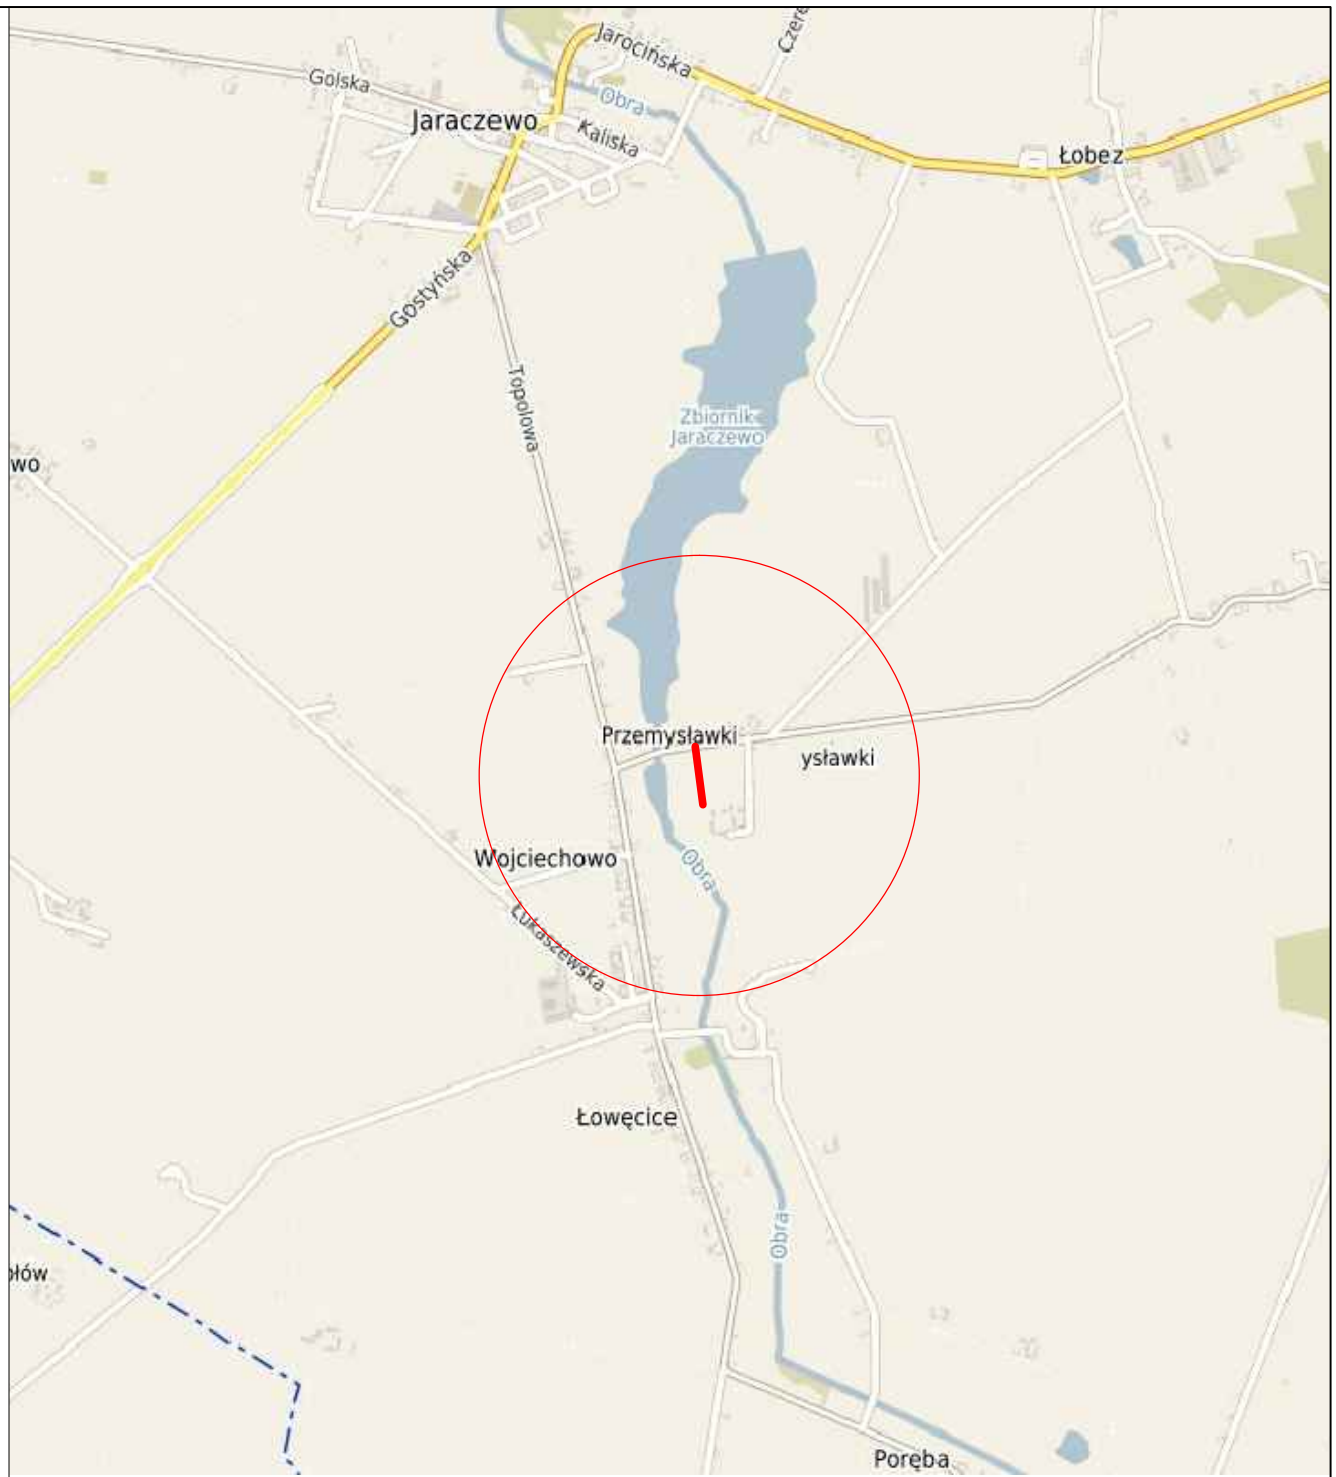 Jarocińska
Czere
Golska
Obra
Jaraczewo
Kaliska
Łobez
Gostyńska
Topolowa
Zbiornik
Jaraczewo
wo
Przemysławki
ysławki
Wojciechowo
Obra
Łukaszewska
Łowęcice
Obra
łów
Poręba